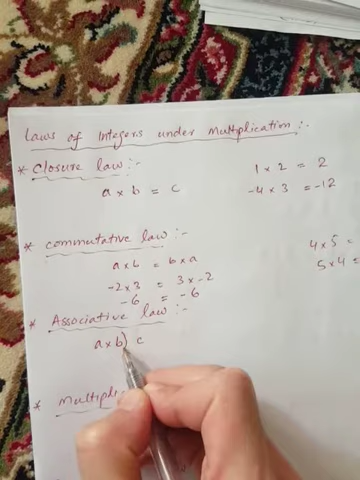 Laws of Integers under Multiplication:-
* Closure law:-
1 x 2 = 2
a x b = c
-4 x 3 = -12
* Commutative law:-
4 x 5 =
a x b = b x a
5 x 4 =
-2 x 3 = 3 x -2
-6 = -6
* Associative law:-
a x b) c
* Multipli